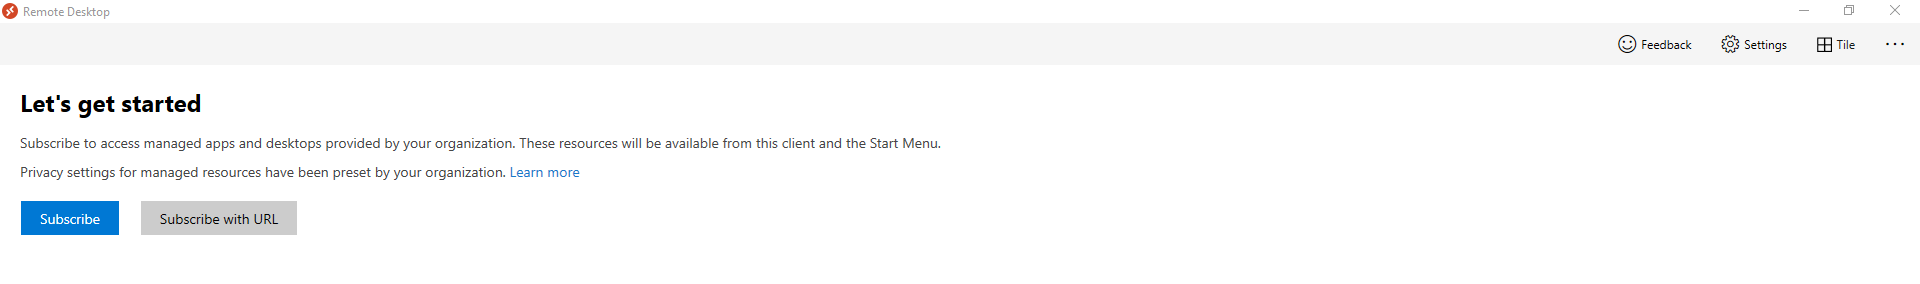 Remote Desktop
Feedback Settings Tile
Let's get started
Subscribe to access managed apps and desktops provided by your organization. These resources will be available from this client and the Start Menu.
Privacy settings for managed resources have been preset by your organization. Learn more
Subscribe Subscribe with URL